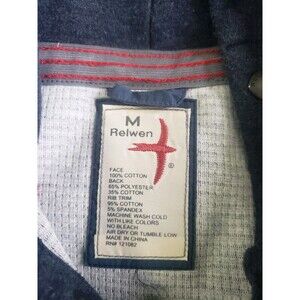 M
Relwen
®
FACE
100% COTTON
BACK
65% POLYESTER
35% COTTON
RIB TRIM
95% COTTON
5% SPANDEX
MACHINE WASH COLD
WITH LIKE COLORS
NO BLEACH
AIR DRY OR TUMBLE LOW
MADE IN CHINA
RN# 121082